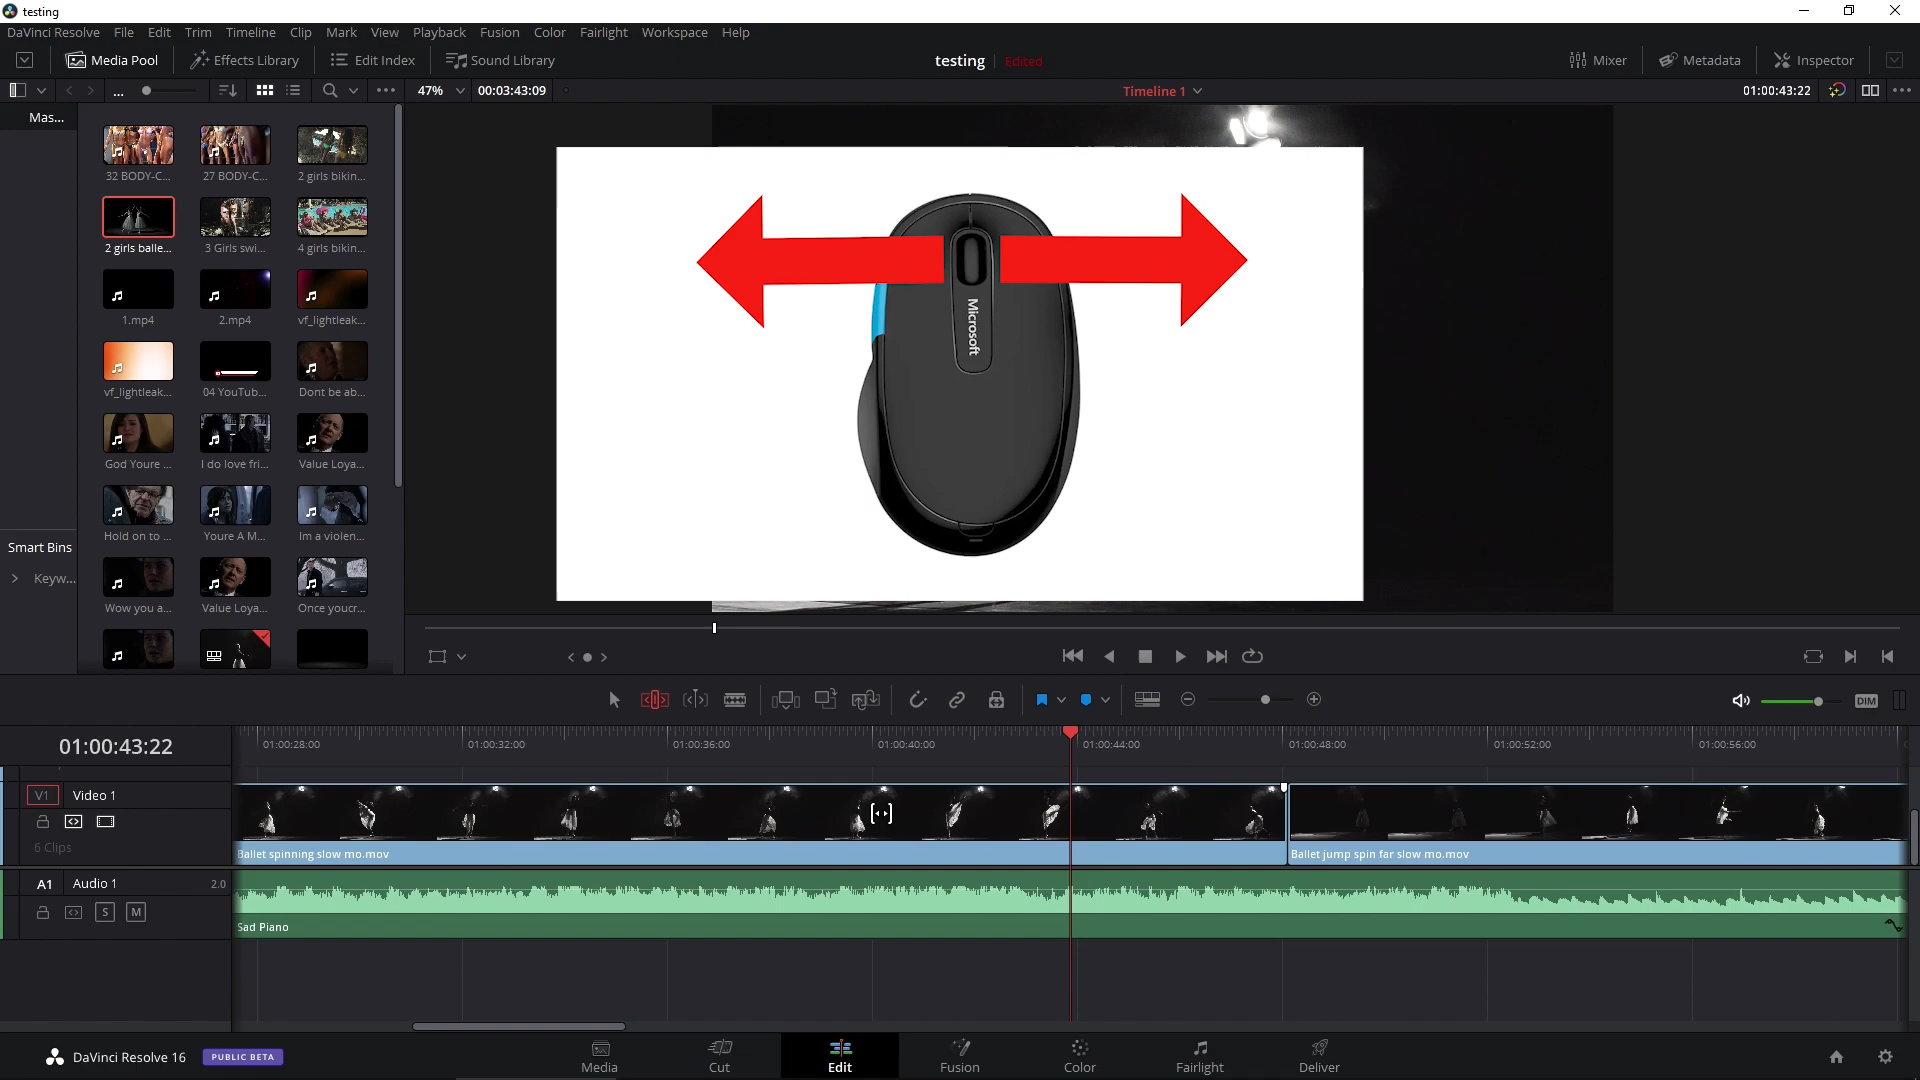 testing
DaVinci Resolve File Edit Trim Timeline Clip Mark View Playback Fusion Color Fairlight Workspace Help
Media Pool Effects Library Edit Index Sound Library testing Edited Mixer Metadata Inspector
... 47% 00:03:43:09 Timeline 1 01:00:43:22
Mas...
32 BODY-C... 27 BODY-C... 2 girls bikin...
2 girls balle... 3 Girls swi... 4 girls bikin...
1.mp4 2.mp4 vf_lightleak...
vf_lightleak... 04 YouTub... Dont be ab...
God Youre ... I do love fri... Value Loya...
Hold on to ... Youre A M... Im a violen...
Wow you a... Value Loya... Once youcr...
Smart Bins
Keyw...
Microsoft
DIM
01:00:43:22
01:00:28:00 01:00:32:00 01:00:36:00 01:00:40:00 01:00:44:00 01:00:48:00 01:00:52:00 01:00:56:00
V1 Video 1
6 Clips
Ballet spinning slow mo.mov Ballet jump spin far slow mo.mov
A1 Audio 1 2.0
S M
Sad Piano
DaVinci Resolve 16 PUBLIC BETA
Media Cut Edit Fusion Color Fairlight Deliver